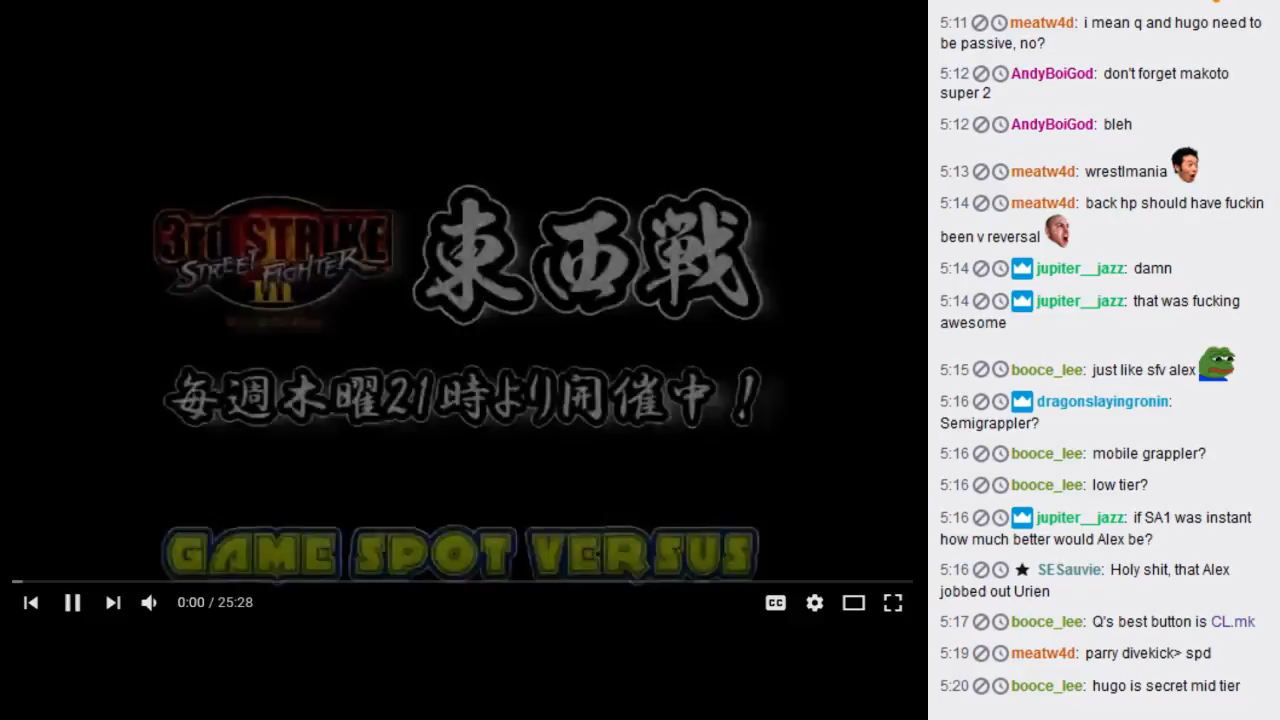 3rd STRIKE
STREET FIGHTER
III
東西戦
毎週木曜21時より開催中！
GAME SPOT VERSUS
0:00 / 25:28
CC
5:11 meatw4d: i mean q and hugo need to
be passive, no?
5:12 AndyBoiGod: don't forget makoto
super 2
5:12 AndyBoiGod: bleh
5:13 meatw4d: wrestlmania
5:14 meatw4d: back hp should have fuckin
been v reversal
5:14 jupiter__jazz: damn
5:14 jupiter__jazz: that was fucking
awesome
5:15 booce_lee: just like sfv alex
5:16 dragonslayingronin:
Semigrappler?
5:16 booce_lee: mobile grappler?
5:16 booce_lee: low tier?
5:16 jupiter__jazz: if SA1 was instant
how much better would Alex be?
5:16 SESauvie: Holy shit, that Alex
jobbed out Urien
5:17 booce_lee: Q's best button is CL.mk
5:19 meatw4d: parry divekick> spd
5:20 booce_lee: hugo is secret mid tier